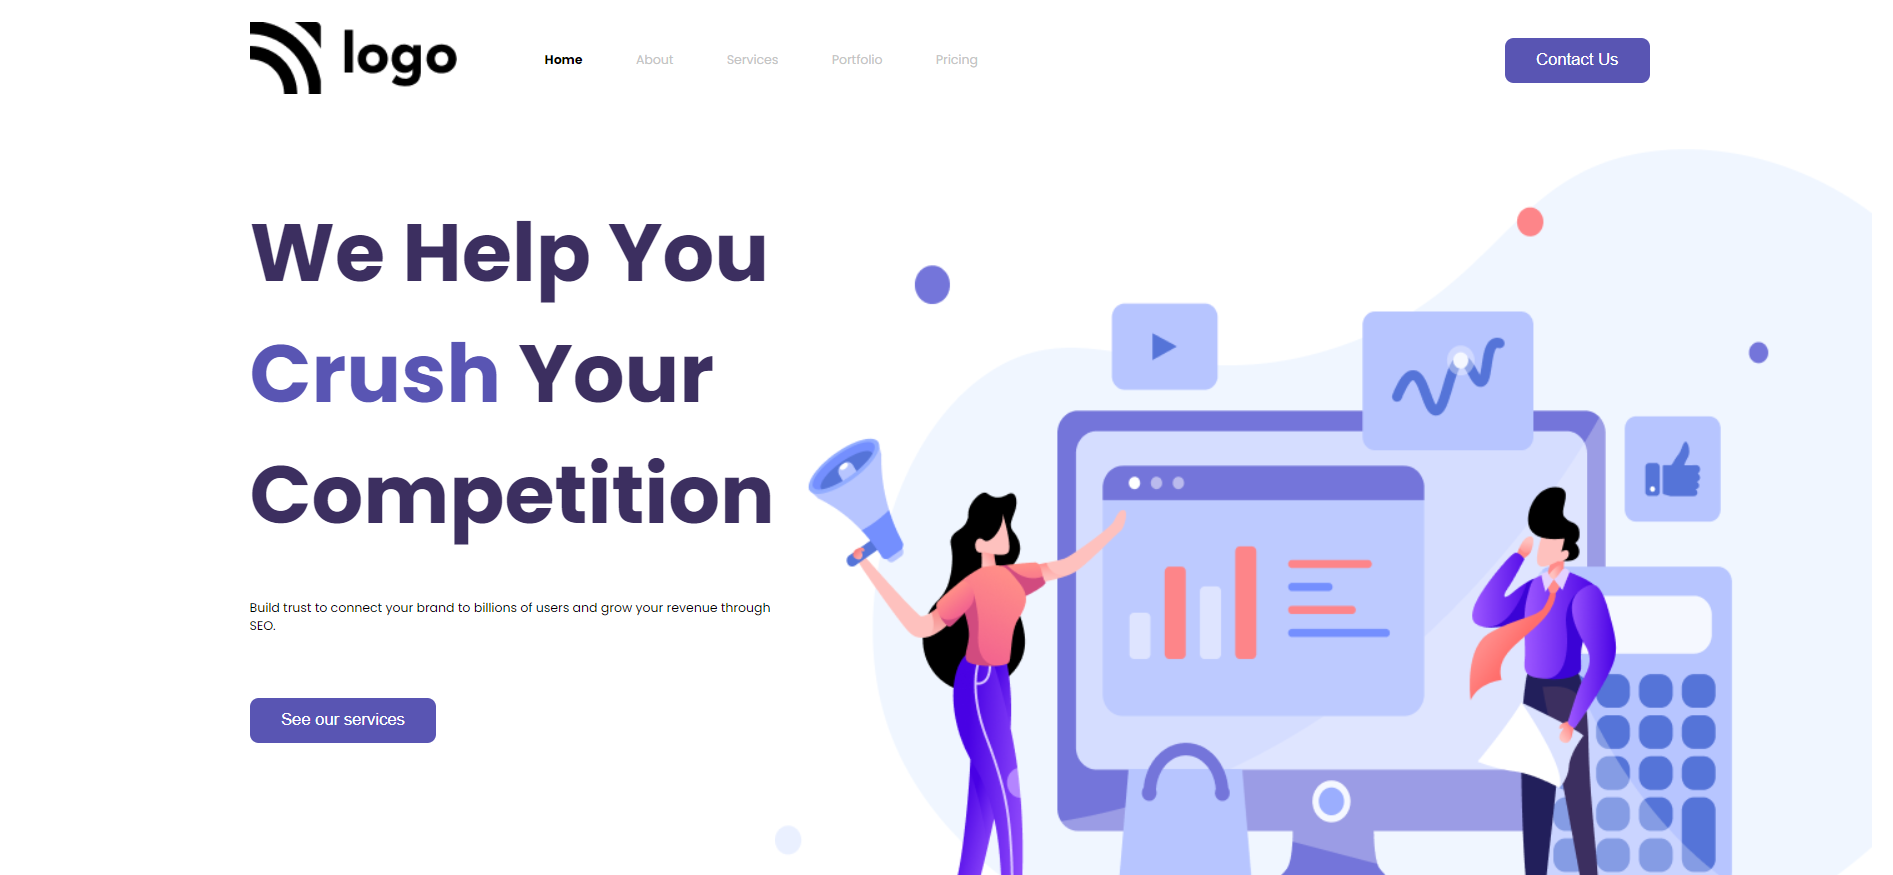 logo
Home About Services Portfolio Pricing
Contact Us
We Help You
Crush Your
Competition
Build trust to connect your brand to billions of users and grow your revenue through
SEO.
See our services